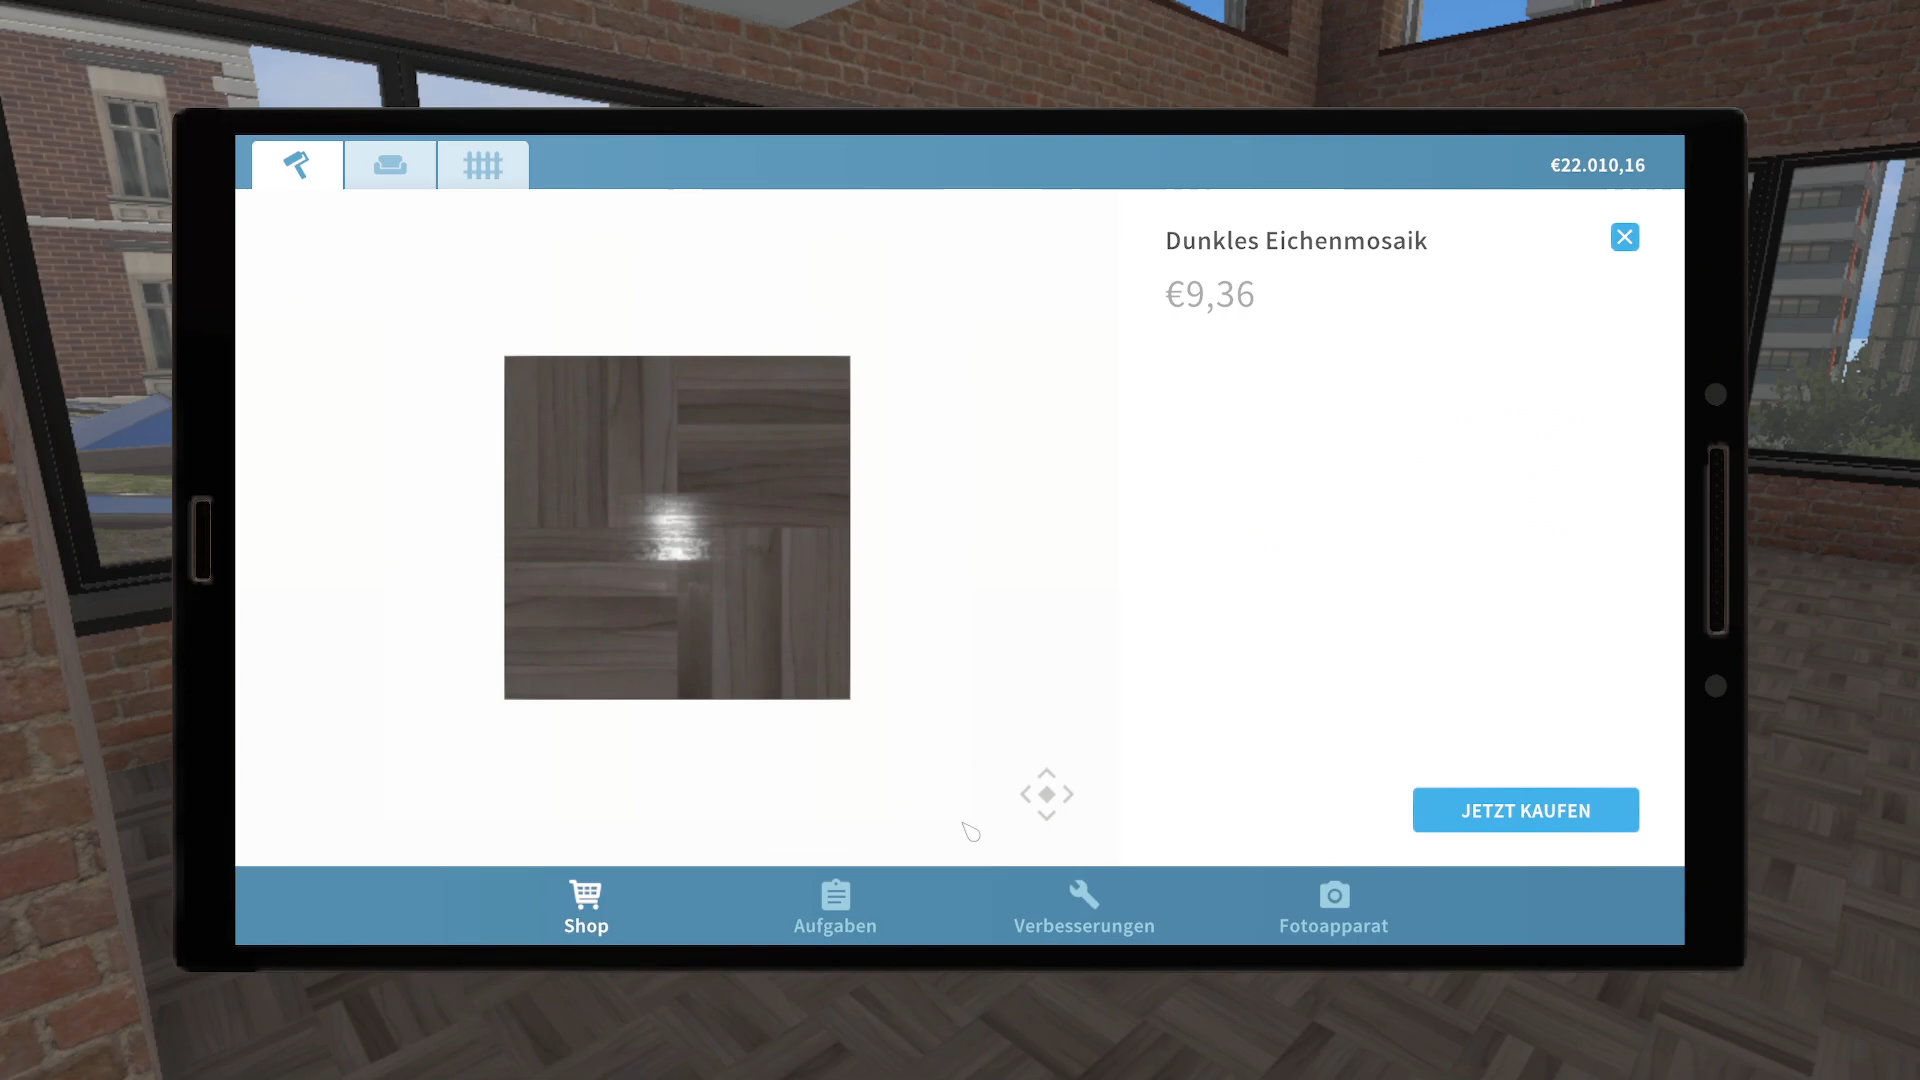 €22.010,16
Dunkles Eichenmosaik
€9,36
JETZT KAUFEN
Shop
Aufgaben
Verbesserungen
Fotoapparat